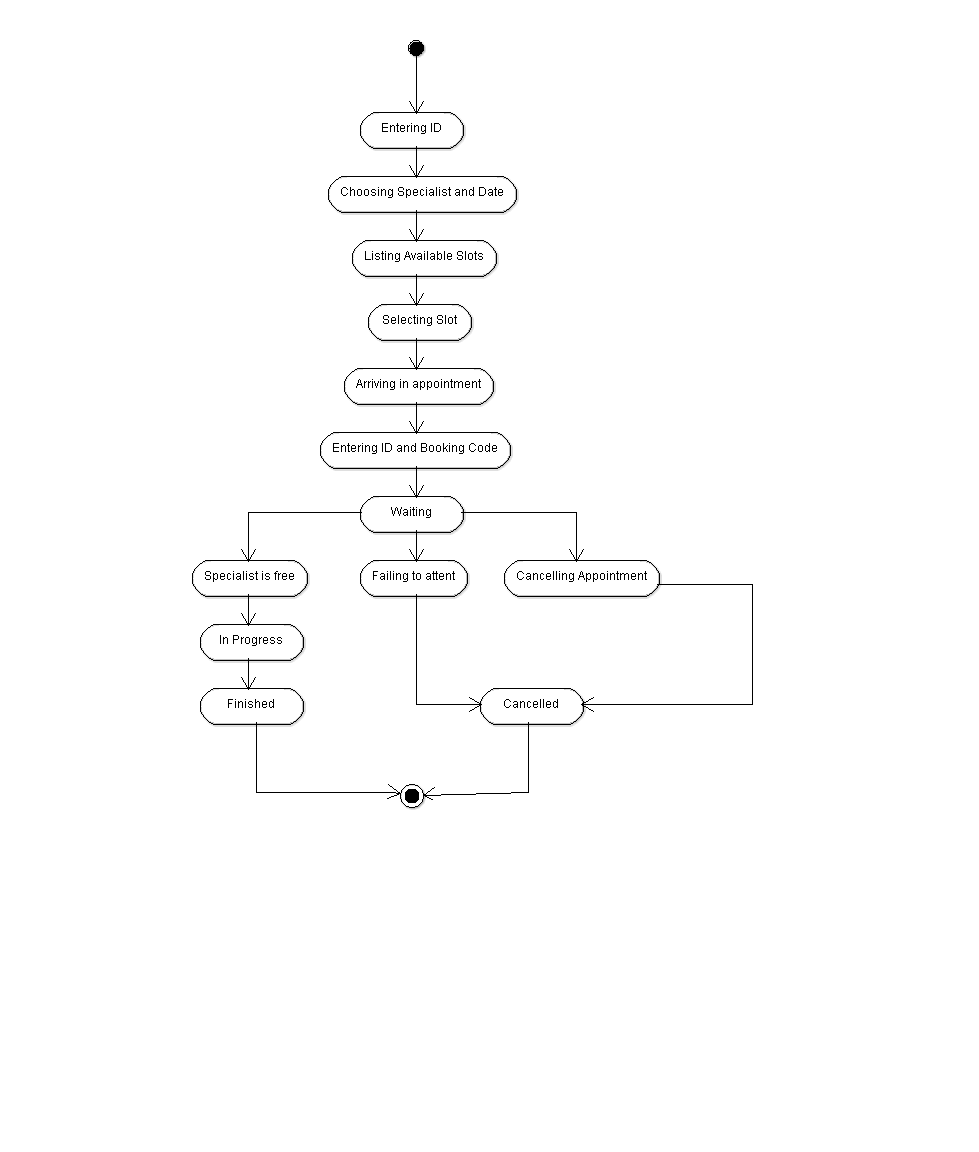 Entering ID
Choosing Specialist and Date
Listing Available Slots
Selecting Slot
Arriving in appointment
Entering ID and Booking Code
Waiting
Specialist is free
Failing to attent
Cancelling Appointment
In Progress
Finished
Cancelled